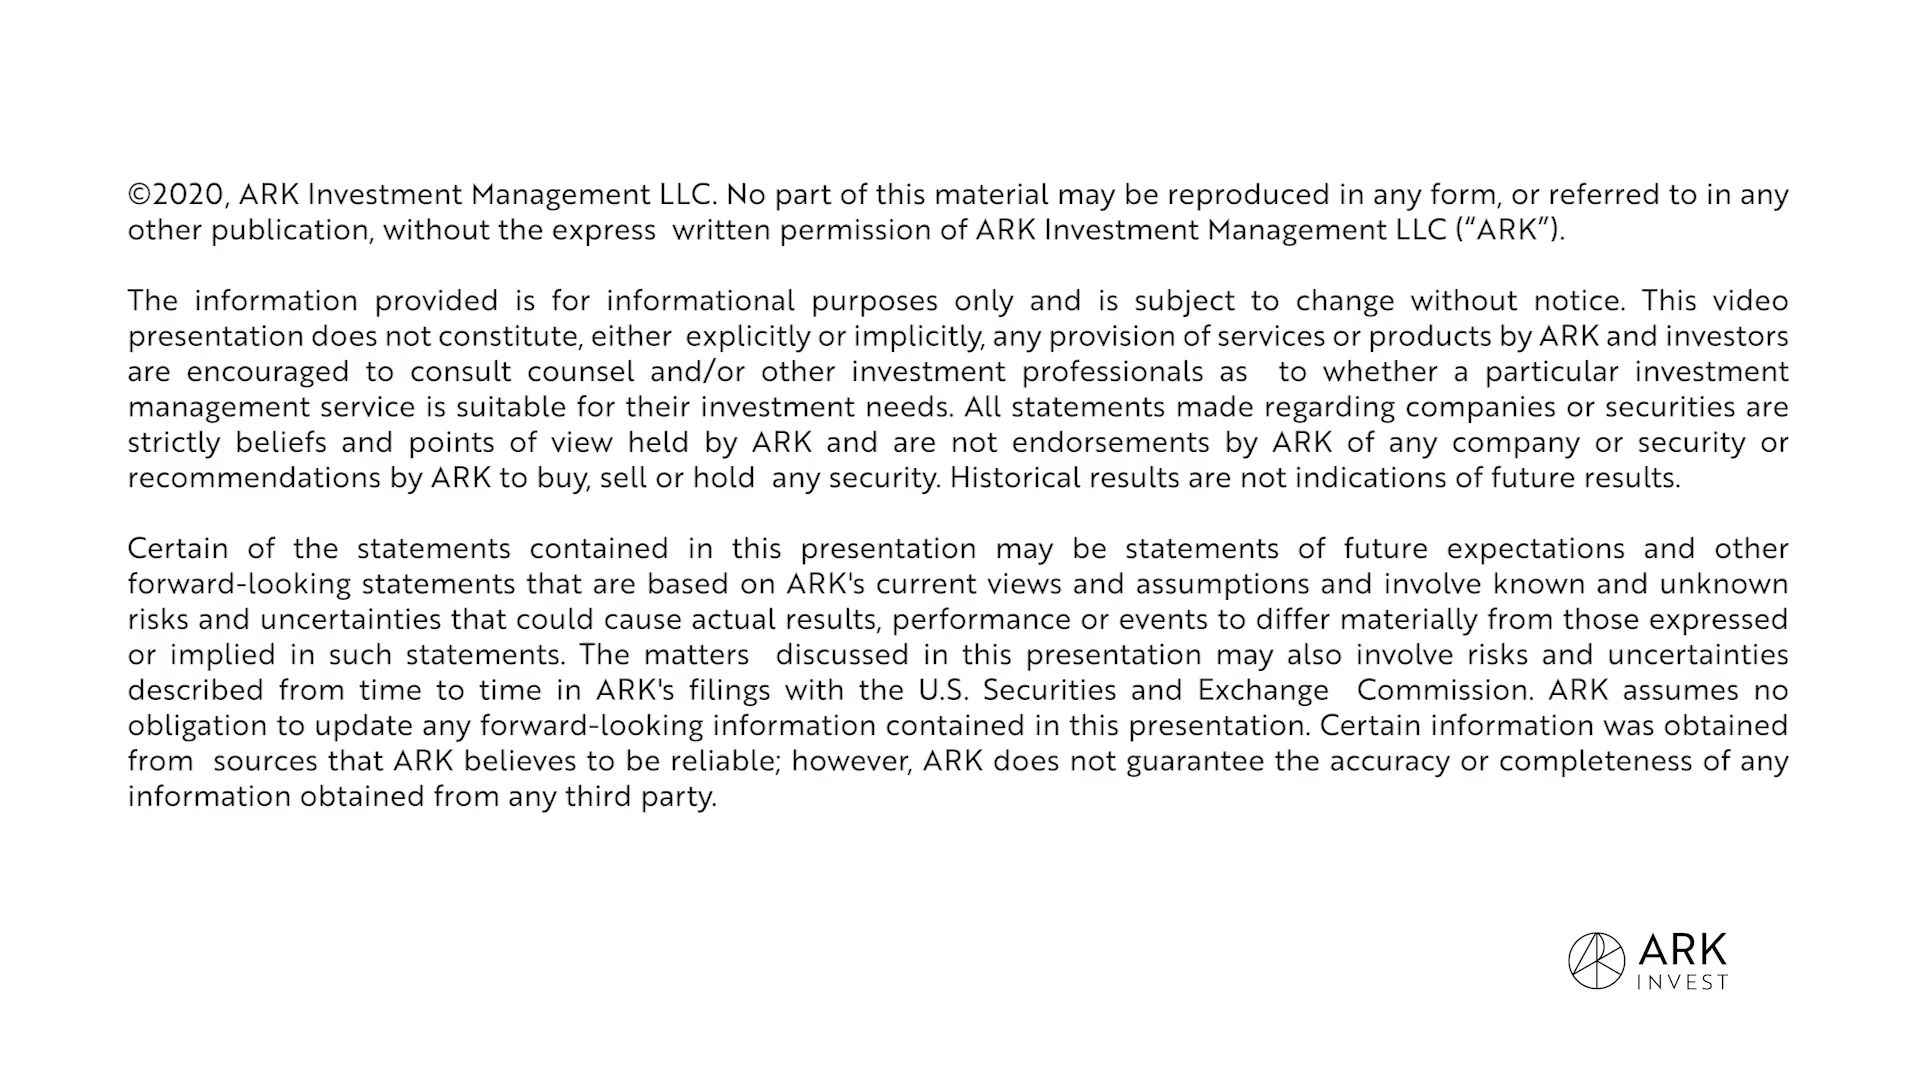 ©2020, ARK Investment Management LLC. No part of this material may be reproduced in any form, or referred to in any
other publication, without the express written permission of ARK Investment Management LLC (“ARK”).
The information provided is for informational purposes only and is subject to change without notice. This video
presentation does not constitute, either explicitly or implicitly, any provision of services or products by ARK and investors
are encouraged to consult counsel and/or other investment professionals as to whether a particular investment
management service is suitable for their investment needs. All statements made regarding companies or securities are
strictly beliefs and points of view held by ARK and are not endorsements by ARK of any company or security or
recommendations by ARK to buy, sell or hold any security. Historical results are not indications of future results.
Certain of the statements contained in this presentation may be statements of future expectations and other
forward-looking statements that are based on ARK's current views and assumptions and involve known and unknown
risks and uncertainties that could cause actual results, performance or events to differ materially from those expressed
or implied in such statements. The matters discussed in this presentation may also involve risks and uncertainties
described from time to time in ARK's filings with the U.S. Securities and Exchange Commission. ARK assumes no
obligation to update any forward-looking information contained in this presentation. Certain information was obtained
from sources that ARK believes to be reliable; however, ARK does not guarantee the accuracy or completeness of any
information obtained from any third party.
ARK
INVEST